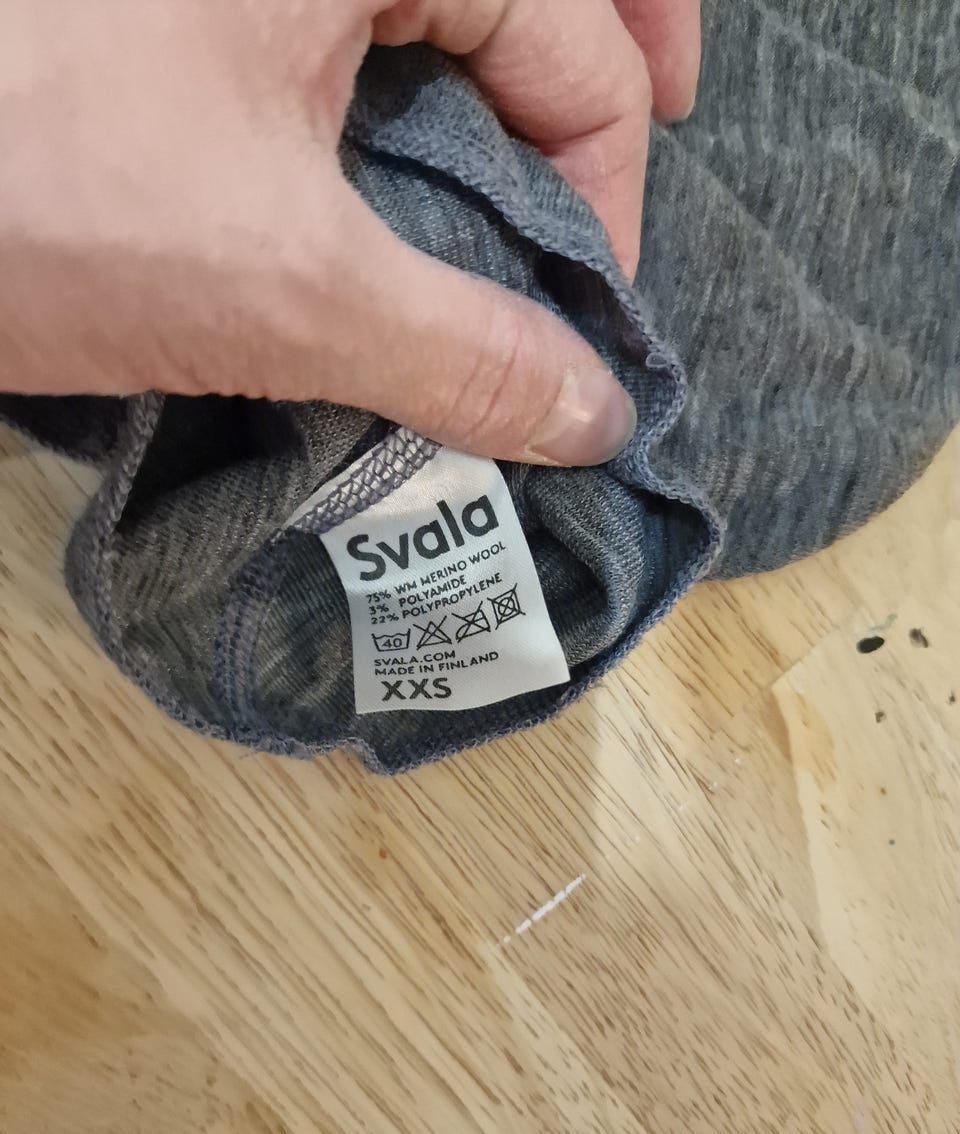 Svala
75% WM MERINO WOOL
3% POLYAMIDE
22% POLYPROPYLENE
40
SVALA.COM
MADE IN FINLAND
XXS